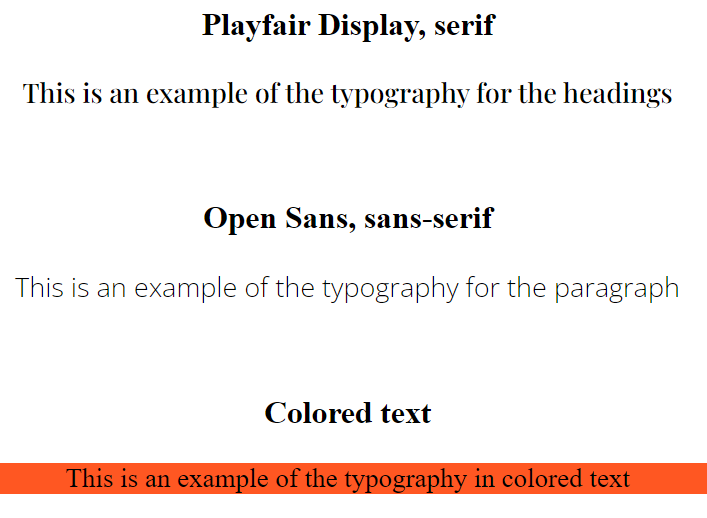 Playfair Display, serif
This is an example of the typography for the headings
Open Sans, sans-serif
This is an example of the typography for the paragraph
Colored text
This is an example of the typography in colored text